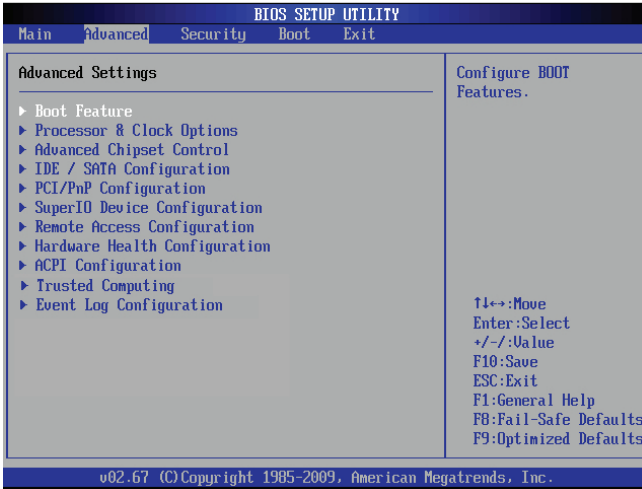 BIOS SETUP UTILITY
Main Advanced Security Boot Exit
Advanced Settings
Boot Feature
Processor & Clock Options
Advanced Chipset Control
IDE / SATA Configuration
PCI/PnP Configuration
SuperIO Device Configuration
Remote Access Configuration
Hardware Health Configuration
ACPI Configuration
Trusted Computing
Event Log Configuration
Configure BOOT
Features.
↑↓←→:Move
Enter:Select
+/-/:Value
F10:Save
ESC:Exit
F1:General Help
F8:Fail-Safe Defaults
F9:Optimized Defaults
v02.67 (C)Copyright 1985-2009, American Megatrends, Inc.